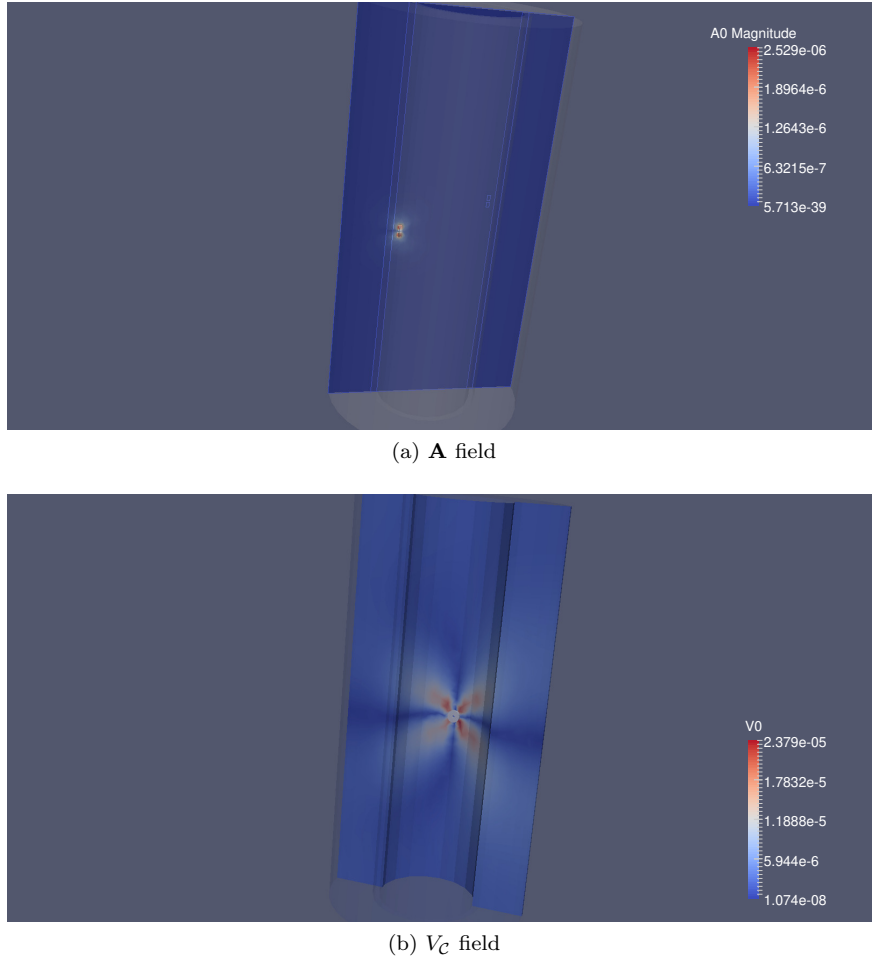 A0 Magnitude
2.529e-06
1.8964e-6
1.2643e-6
6.3215e-7
5.713e-39
(a) A field
V0
2.379e-05
1.7832e-5
1.1888e-5
5.944e-6
1.074e-08
(b) V𝒞 field